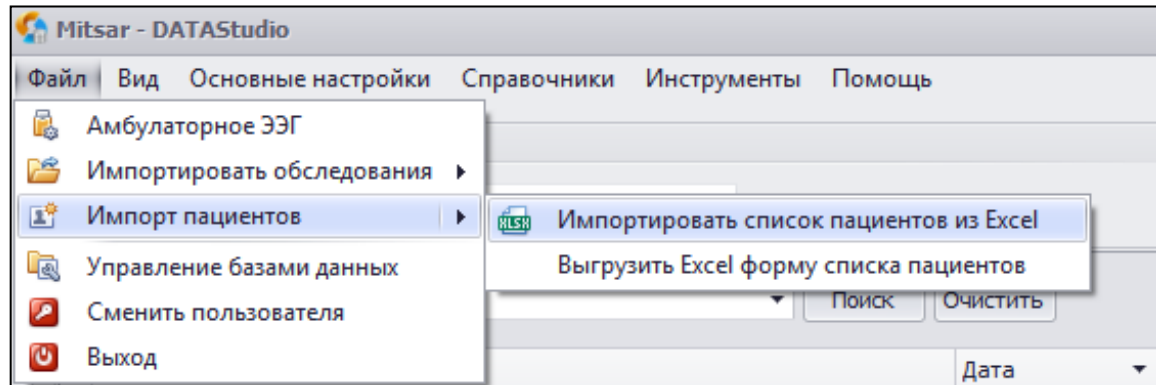 Mitsar - DATAStudio
Файл Вид Основные настройки Справочники Инструменты Помощь
Амбулаторное ЭЭГ
Импортировать обследования
Импорт пациентов
XLSX Импортировать список пациентов из Excel
Выгрузить Excel форму списка пациентов
Управление базами данных
Поиск Очистить
Сменить пользователя
Выход
Дата